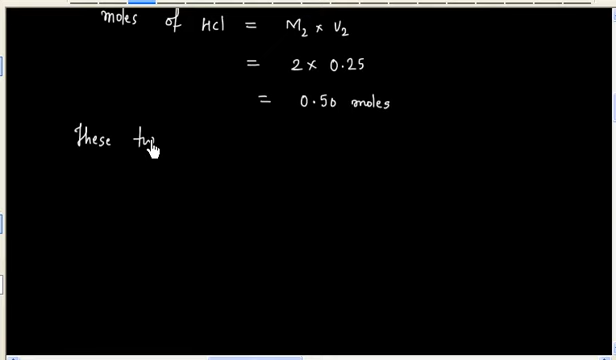 moles of HCl = M₂ × V₂
= 2 × 0.25
= 0.50 moles
These